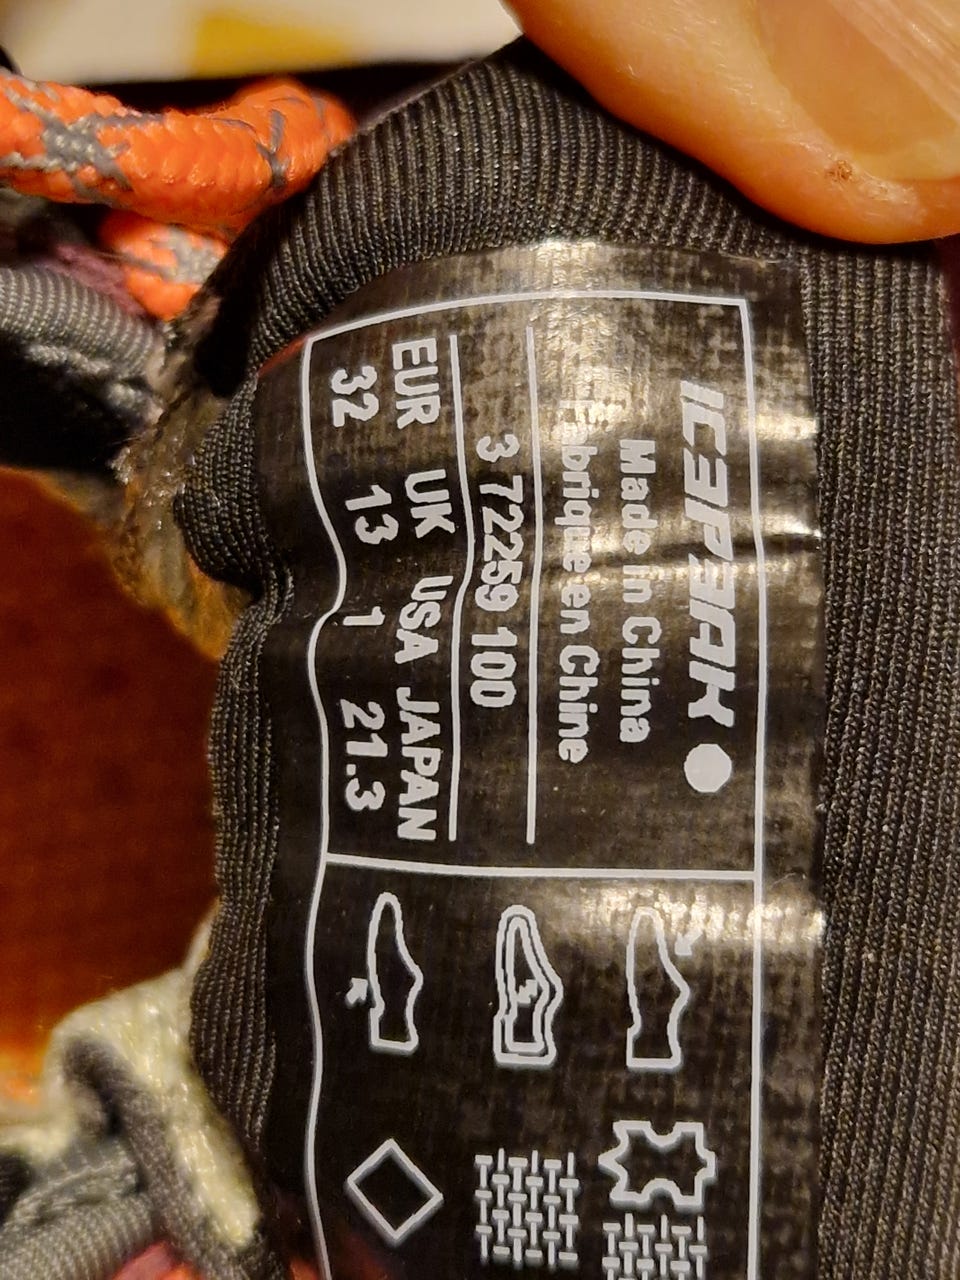 ICEPEAK
Made in China
Fabriqué en Chine
3 72259 100
EUR UK USA JAPAN
32 13 1 21.3